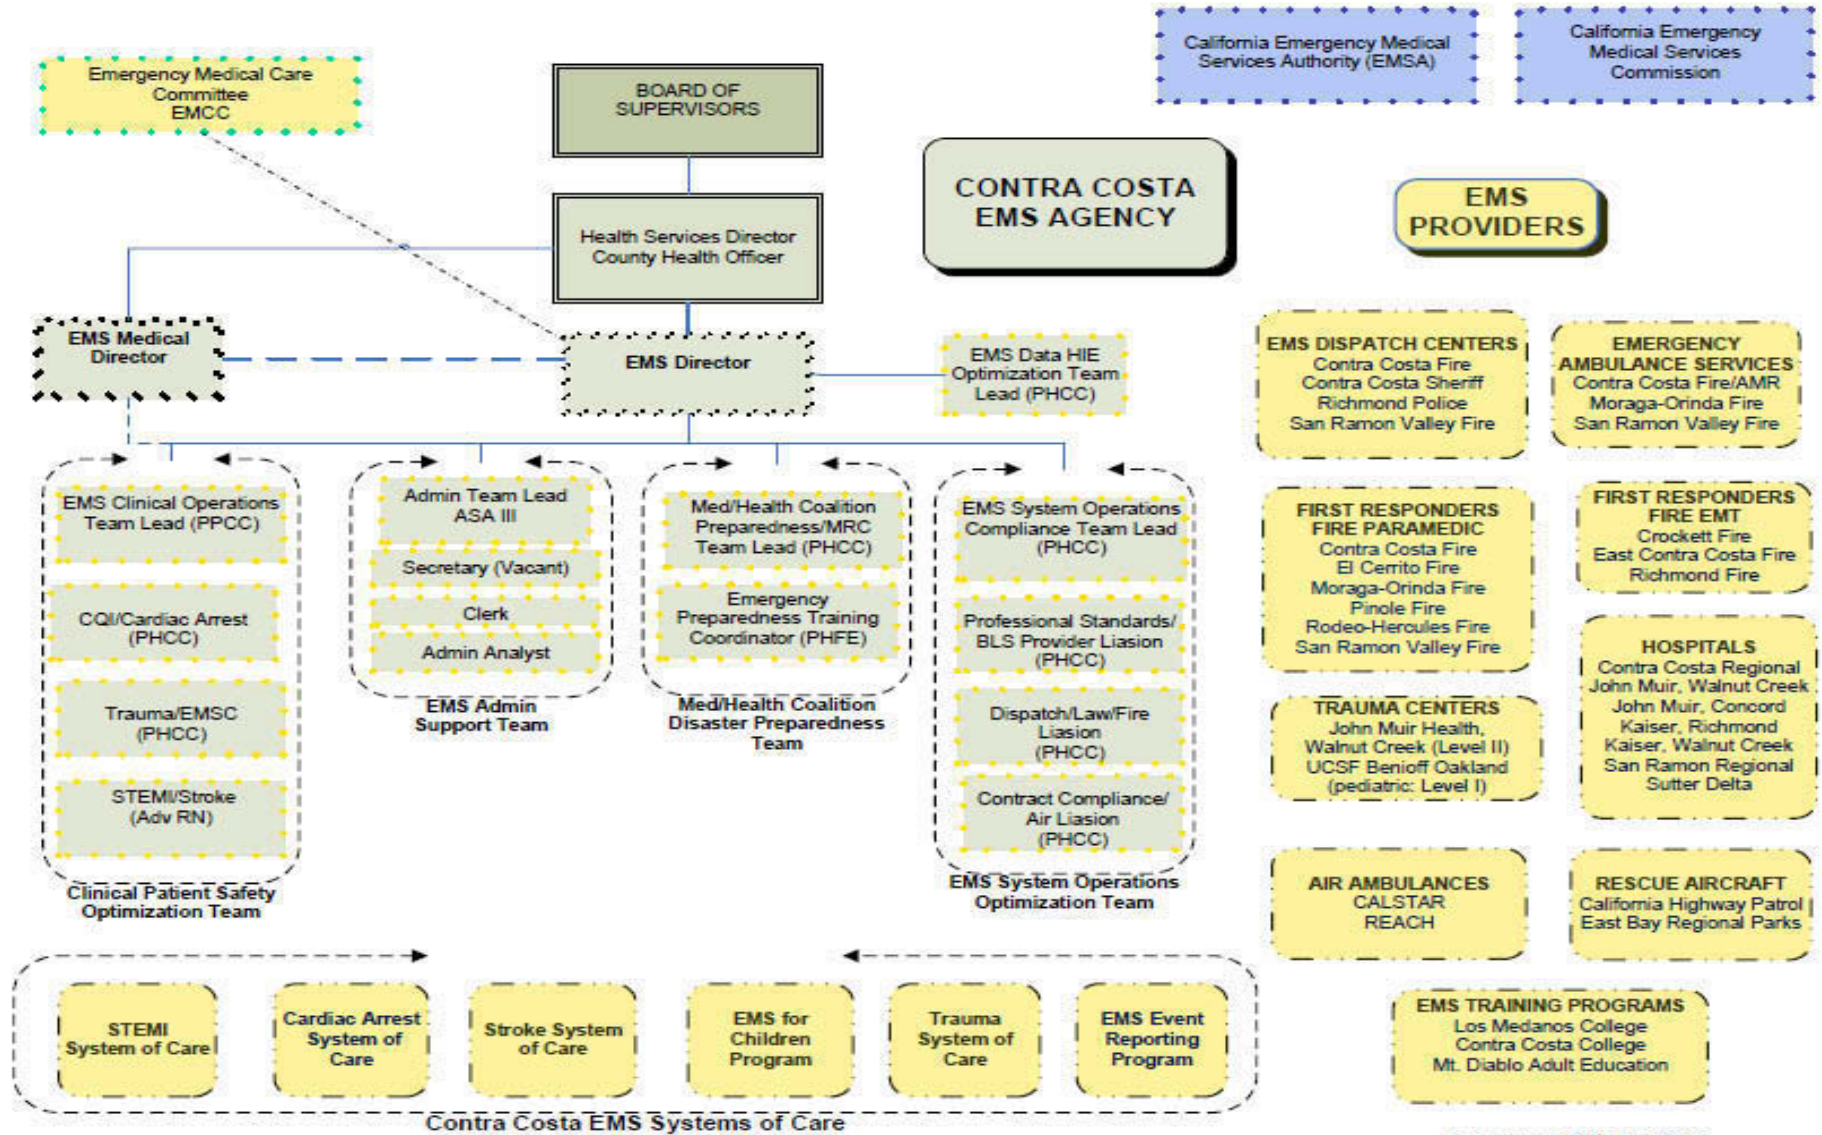 Emergency Medical Care
Committee
EMCC
BOARD OF
SUPERVISORS
California Emergency Medical
Services Authority (EMSA)
California Emergency
Medical Services
Commission
Health Services Director
County Health Officer
CONTRA COSTA
EMS AGENCY
EMS
PROVIDERS
EMS Medical
Director
EMS Director
EMS Data HIE
Optimization Team
Lead (PHCC)
EMS Clinical Operations
Team Lead (PPCC)
CQI/Cardiac Arrest
(PHCC)
Trauma/EMSC
(PHCC)
STEMI/Stroke
(Adv RN)
Clinical Patient Safety
Optimization Team
Admin Team Lead
ASA III
Secretary (Vacant)
Clerk
Admin Analyst
EMS Admin
Support Team
Med/Health Coalition
Preparedness/MRC
Team Lead (PHCC)
Emergency
Preparedness Training
Coordinator (PHFE)
Med/Health Coalition
Disaster Preparedness
Team
EMS System Operations
Compliance Team Lead
(PHCC)
Professional Standards/
BLS Provider Liasion
(PHCC)
Dispatch/Law/Fire
Liasion
(PHCC)
Contract Compliance/
Air Liasion
(PHCC)
EMS System Operations
Optimization Team
EMS DISPATCH CENTERS
Contra Costa Fire
Contra Costa Sheriff
Richmond Police
San Ramon Valley Fire
EMERGENCY
AMBULANCE SERVICES
Contra Costa Fire/AMR
Moraga-Orinda Fire
San Ramon Valley Fire
FIRST RESPONDERS
FIRE PARAMEDIC
Contra Costa Fire
El Cerrito Fire
Moraga-Orinda Fire
Pinole Fire
Rodeo-Hercules Fire
San Ramon Valley Fire
FIRST RESPONDERS
FIRE EMT
Crockett Fire
East Contra Costa Fire
Richmond Fire
TRAUMA CENTERS
John Muir Health,
Walnut Creek (Level II)
UCSF Benioff Oakland
(pediatric: Level I)
HOSPITALS
Contra Costa Regional
John Muir, Walnut Creek
John Muir, Concord
Kaiser, Richmond
Kaiser, Walnut Creek
San Ramon Regional
Sutter Delta
AIR AMBULANCES
CALSTAR
REACH
RESCUE AIRCRAFT
California Highway Patrol
East Bay Regional Parks
EMS TRAINING PROGRAMS
Los Medanos College
Contra Costa College
Mt. Diablo Adult Education
STEMI
System of Care
Cardiac Arrest
System of
Care
Stroke System
of Care
EMS for
Children
Program
Trauma
System of
Care
EMS Event
Reporting
Program
Contra Costa EMS Systems of Care